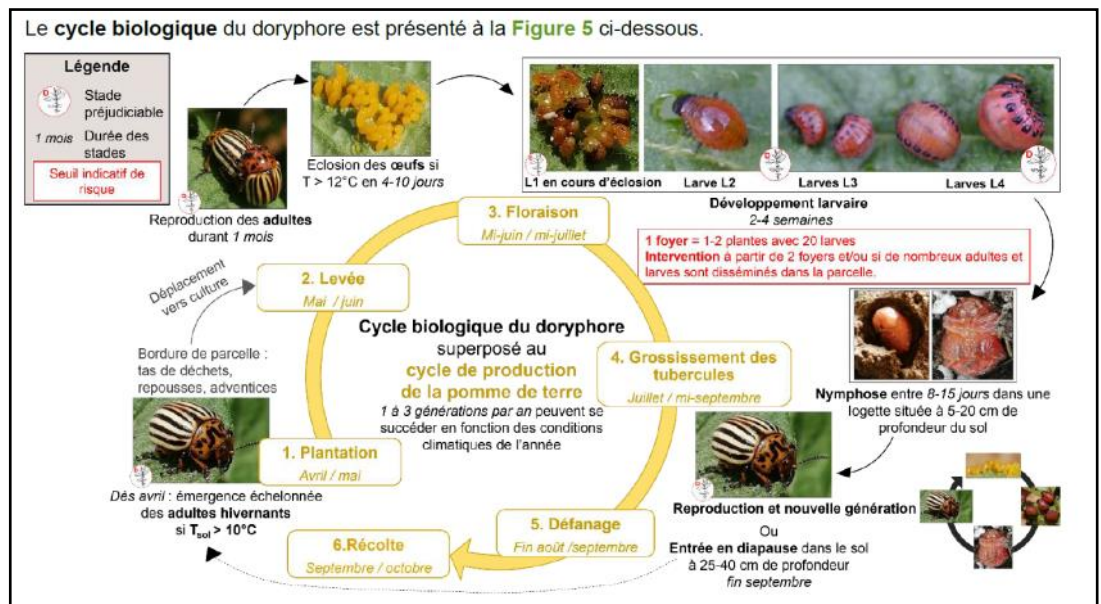 Le cycle biologique du doryphore est présenté à la Figure 5 ci-dessous.
Légende
D
Stade
préjudiciable
1 mois
Durée des
stades
Seuil indicatif de
risque
D
Reproduction des adultes
durant 1 mois
Eclosion des œufs si
T > 12°C en 4-10 jours
D
L1 en cours d'éclosion
Larve L2
D
Larves L3
Larves L4
D
Développement larvaire
2-4 semaines
1 foyer = 1-2 plantes avec 20 larves
Intervention à partir de 2 foyers et/ou si de nombreux adultes et
larves sont disséminés dans la parcelle.
Nymphose entre 8-15 jours dans une
logette située à 5-20 cm de
profondeur du sol
D
Reproduction et nouvelle génération
Ou
Entrée en diapause dans le sol
à 25-40 cm de profondeur
fin septembre
Déplacement
vers culture
Bordure de parcelle :
tas de déchets,
repousses, adventices
D
Dès avril : émergence échelonnée
des adultes hivernants
si Tsol > 10°C
1. Plantation
Avril / mai
2. Levée
Mai / juin
3. Floraison
Mi-juin / mi-juillet
4. Grossissement des
tubercules
Juillet / mi-septembre
5. Défanage
Fin août /septembre
6.Récolte
Septembre / octobre
Cycle biologique du doryphore
superposé au
cycle de production
de la pomme de terre
1 à 3 générations par an peuvent se
succéder en fonction des conditions
climatiques de l'année